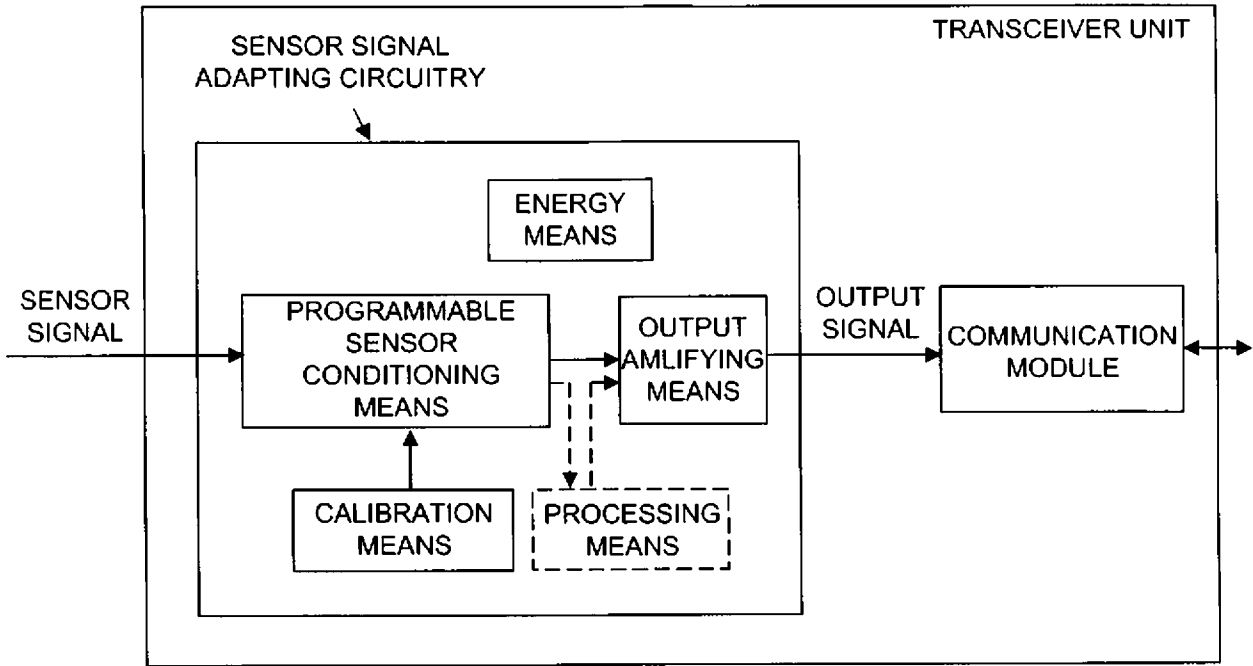 TRANSCEIVER UNIT
SENSOR SIGNAL
ADAPTING CIRCUITRY
ENERGY
MEANS
SENSOR
SIGNAL
PROGRAMMABLE
SENSOR
CONDITIONING
MEANS
OUTPUT
AMLIFYING
MEANS
OUTPUT
SIGNAL
COMMUNICATION
MODULE
CALIBRATION
MEANS
PROCESSING
MEANS